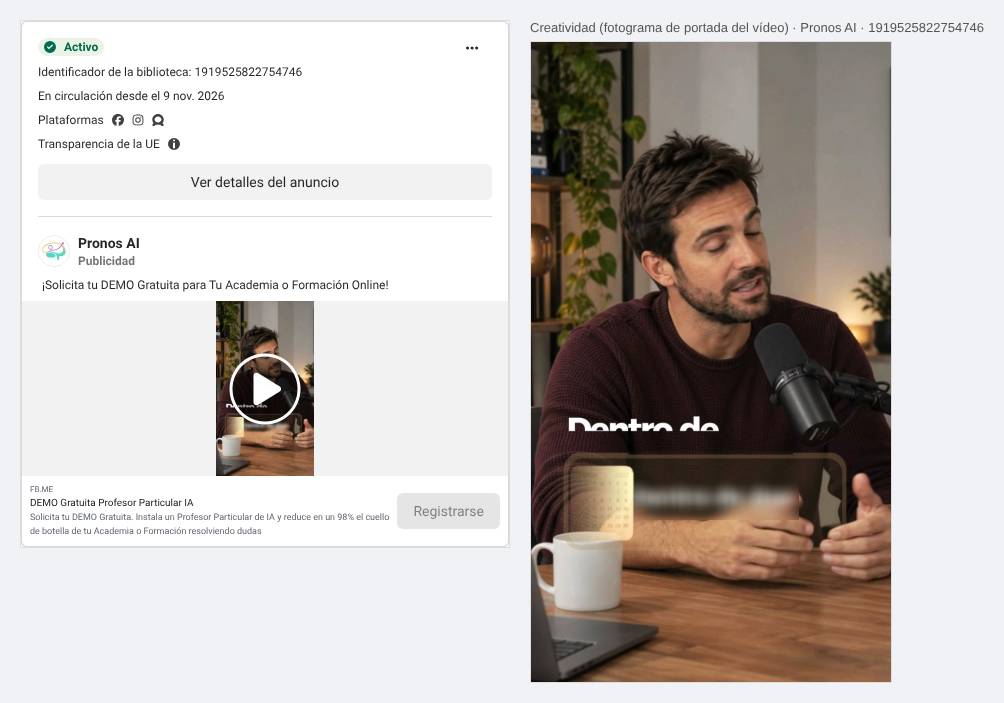 Activo
Identificador de la biblioteca: 1919525822754746
En circulación desde el 9 nov. 2026
Plataformas
Transparencia de la UE
Ver detalles del anuncio
Pronos AI
Publicidad
¡Solicita tu DEMO Gratuita para Tu Academia o Formación Online!
FB.ME
DEMO Gratuita Profesor Particular IA
Solicita tu DEMO Gratuita. Instala un Profesor Particular de IA y reduce en un 98% el cuello
de botella de tu Academia o Formación resolviendo dudas
Registrarse
Creatividad (fotograma de portada del vídeo) · Pronos AI · 1919525822754746
Dentro de